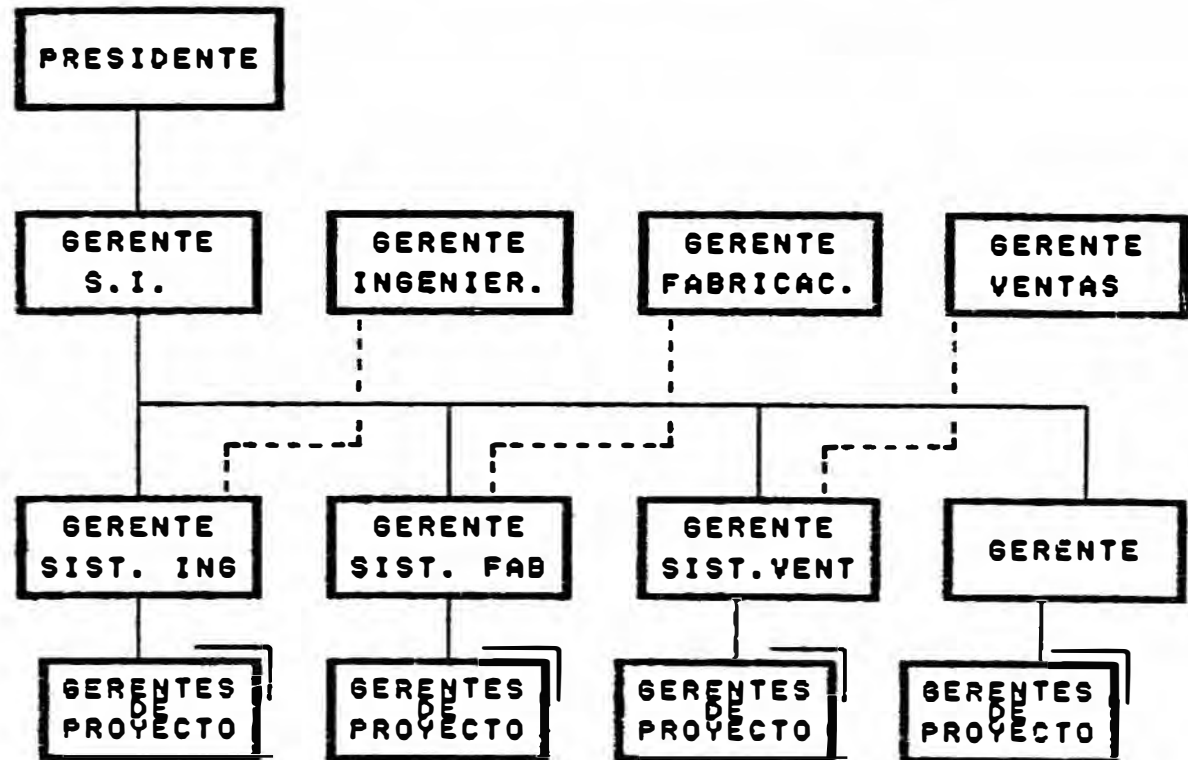 PRESIDENTE
GERENTE
S.I.
GERENTE
INGENIER.
GERENTE
FABRICAC.
GERENTE
VENTAS
GERENTE
SIST. ING
GERENTE
SIST. FAB
GERENTE
SIST.VENT
GERENTE
GERENTES
DE
PROYECTO
GERENTES
DE
PROYECTO
GERENTES
DE
PROYECTO
GERENTES
DE
PROYECTO